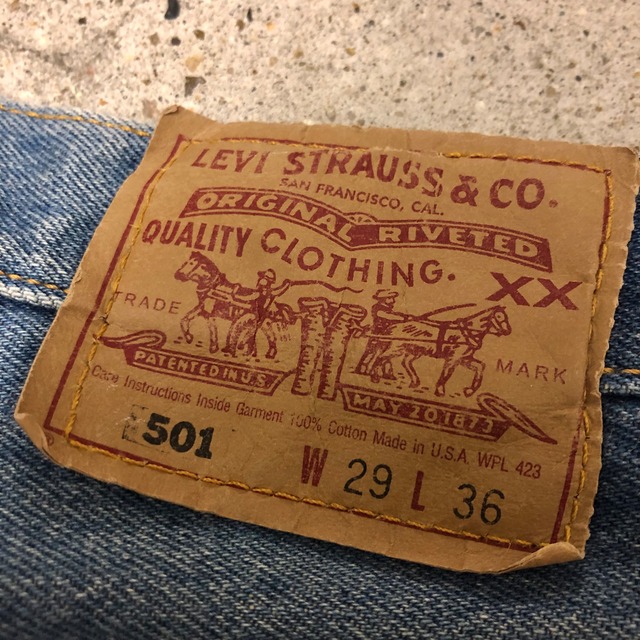 LEVI STRAUSS & CO.
SAN FRANCISCO, CAL.
ORIGINAL RIVETED
QUALITY CLOTHING.
XX
TRADE MARK
PATENTED IN U.S
MAY 20 1873
Care Instructions Inside Garment 100% Cotton Made in U.S.A. WPL 423
501
W 29 L 36